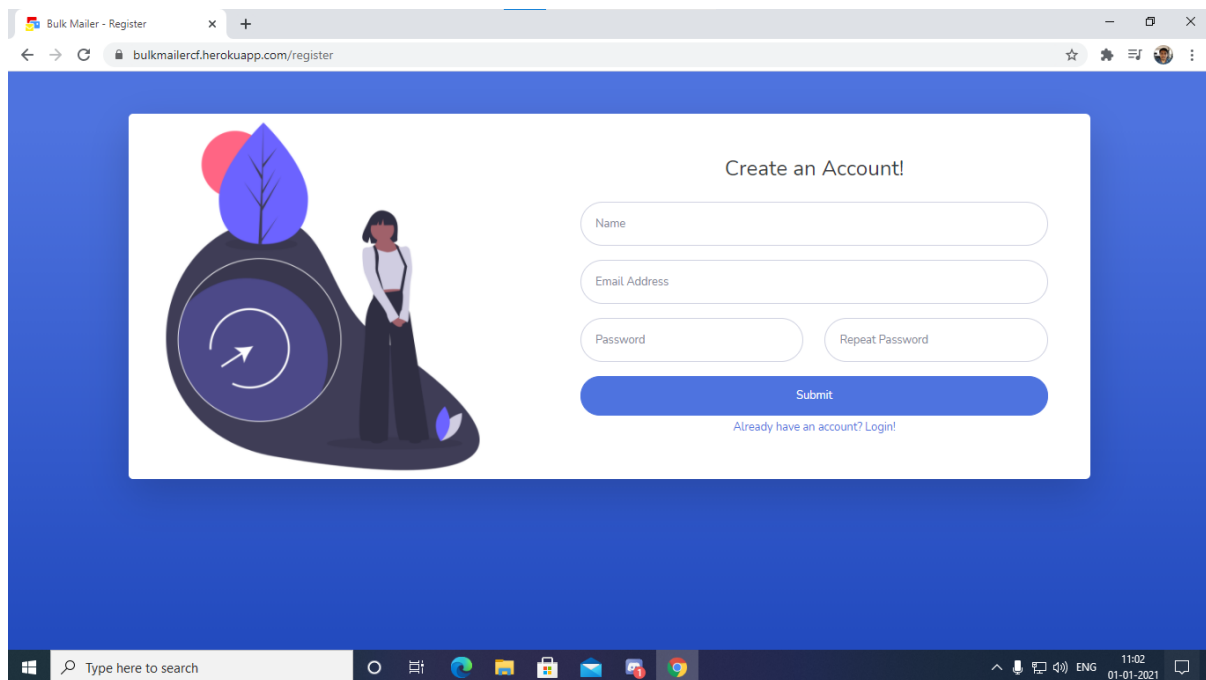 Bulk Mailer - Register
bulkmailercf.herokuapp.com/register
Create an Account!
Name
Email Address
Password Repeat Password
Submit
Already have an account? Login!
Type here to search
1
ENG
11:02
01-01-2021